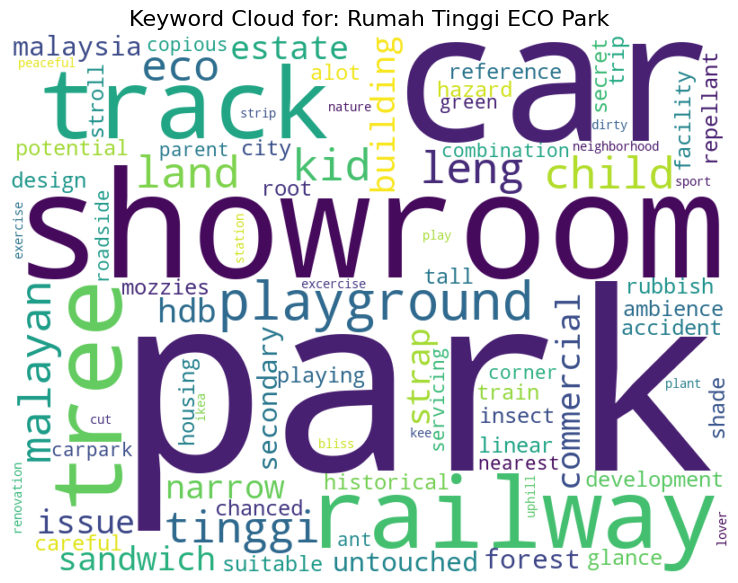 Keyword Cloud for: Rumah Tinggi ECO Park
malaysia
copious
estate
peaceful
eco
alot
track
stroll
strip
nature
building
car
reference
hazard
green
secret
trip
facility
repellant
dirty
neighborhood
potential
parent
city
combination
design
land
kid
leng
child
sport
root
exercise
roadside
showroom
station
play
mozzies
excercise
tall
rubbish
hdb
playground
ambience
accident
malayan
tree
park
commercial
strap
servicing
corner
train
housing
ikea
secondary
playing
insect
plant
shade
cut
carpark
bliss
kee
linear
nearest
renovation
narrow
historical
development
chanced
railway
uphill
lover
issue
tinggi
careful
ant
sandwich
suitable
untouched
forest
glance